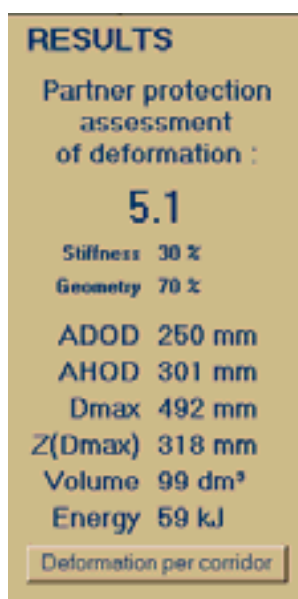 RESULTS
Partner protection
assessment
of deformation :
5.1
Stiffness 30 %
Geometry 70 %
ADOD 250 mm
AHOD 301 mm
Dmax 492 mm
Z(Dmax) 318 mm
Volume 99 dm³
Energy 59 kJ
Deformation per corridor